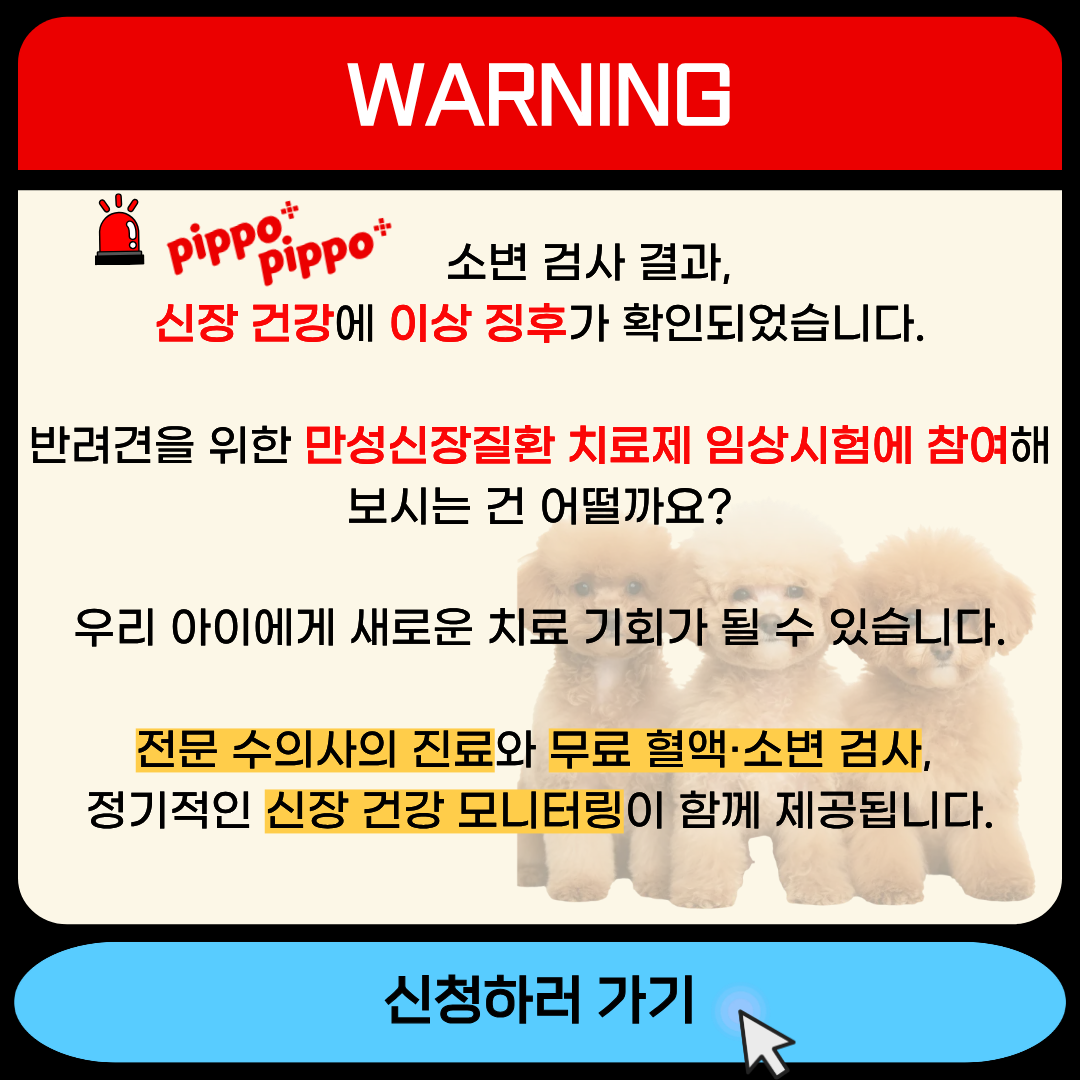 WARNING
pippo+
pippo+
소변 검사 결과,
신장 건강에 이상 징후가 확인되었습니다.
반려견을 위한 만성신장질환 치료제 임상시험에 참여해
보시는 건 어떨까요?
우리 아이에게 새로운 치료 기회가 될 수 있습니다.
전문 수의사의 진료와 무료 혈액·소변 검사,
정기적인 신장 건강 모니터링이 함께 제공됩니다.
신청하러 가기